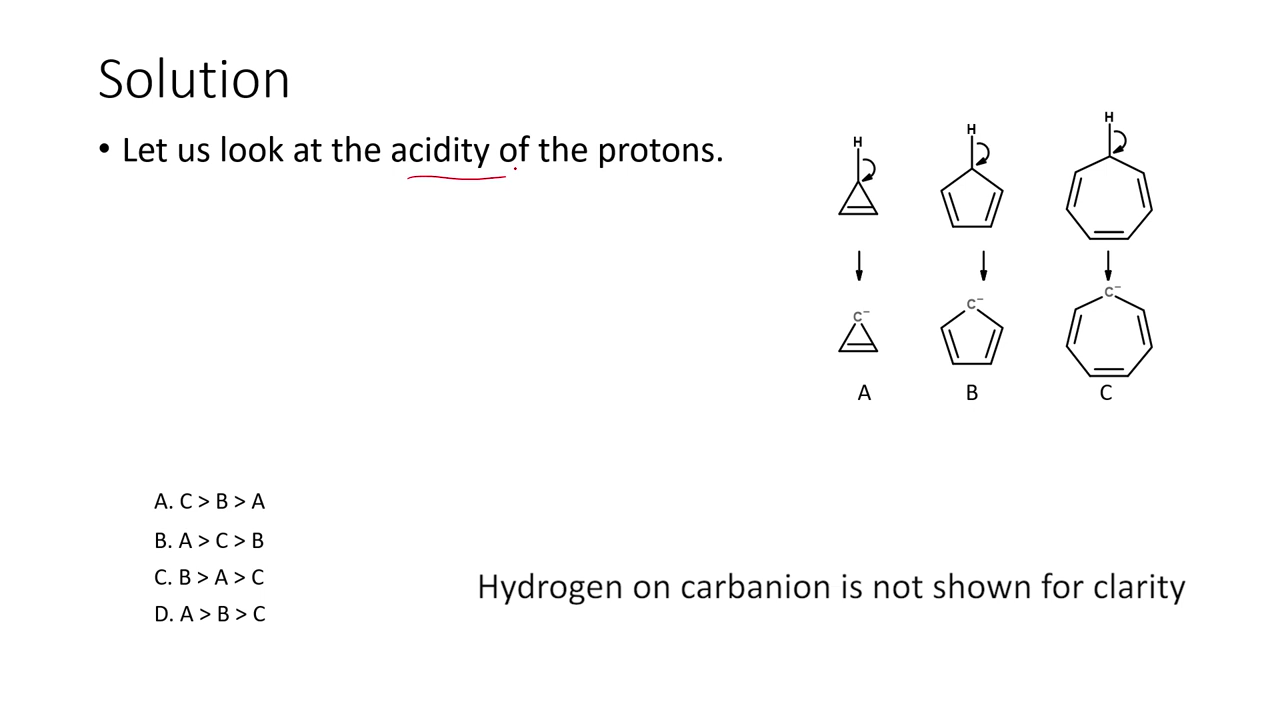 Solution
• Let us look at the acidity of the protons.
H H H
C⁻ C⁻ C⁻
A B C
A. C > B > A
B. A > C > B
C. B > A > C
D. A > B > C
Hydrogen on carbanion is not shown for clarity